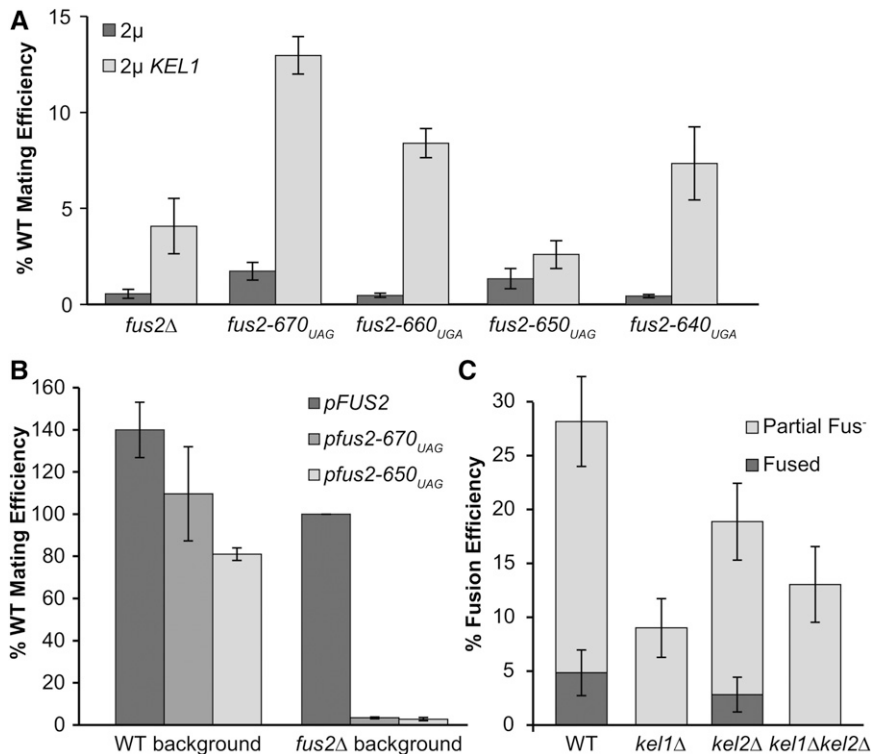 A
% WT Mating Efficiency
15
10
5
0
2μ
2μ KEL1
fus2Δ
fus2-670UAG
fus2-660UGA
fus2-650UAG
fus2-640UGA
B
% WT Mating Efficiency
160
140
120
100
80
60
40
20
0
pFUS2
pfus2-670UAG
pfus2-650UAG
WT background
fus2Δ background
C
% Fusion Efficiency
30
25
20
15
10
5
0
Partial Fus-
Fused
WT
kel1Δ
kel2Δ
kel1Δkel2Δ